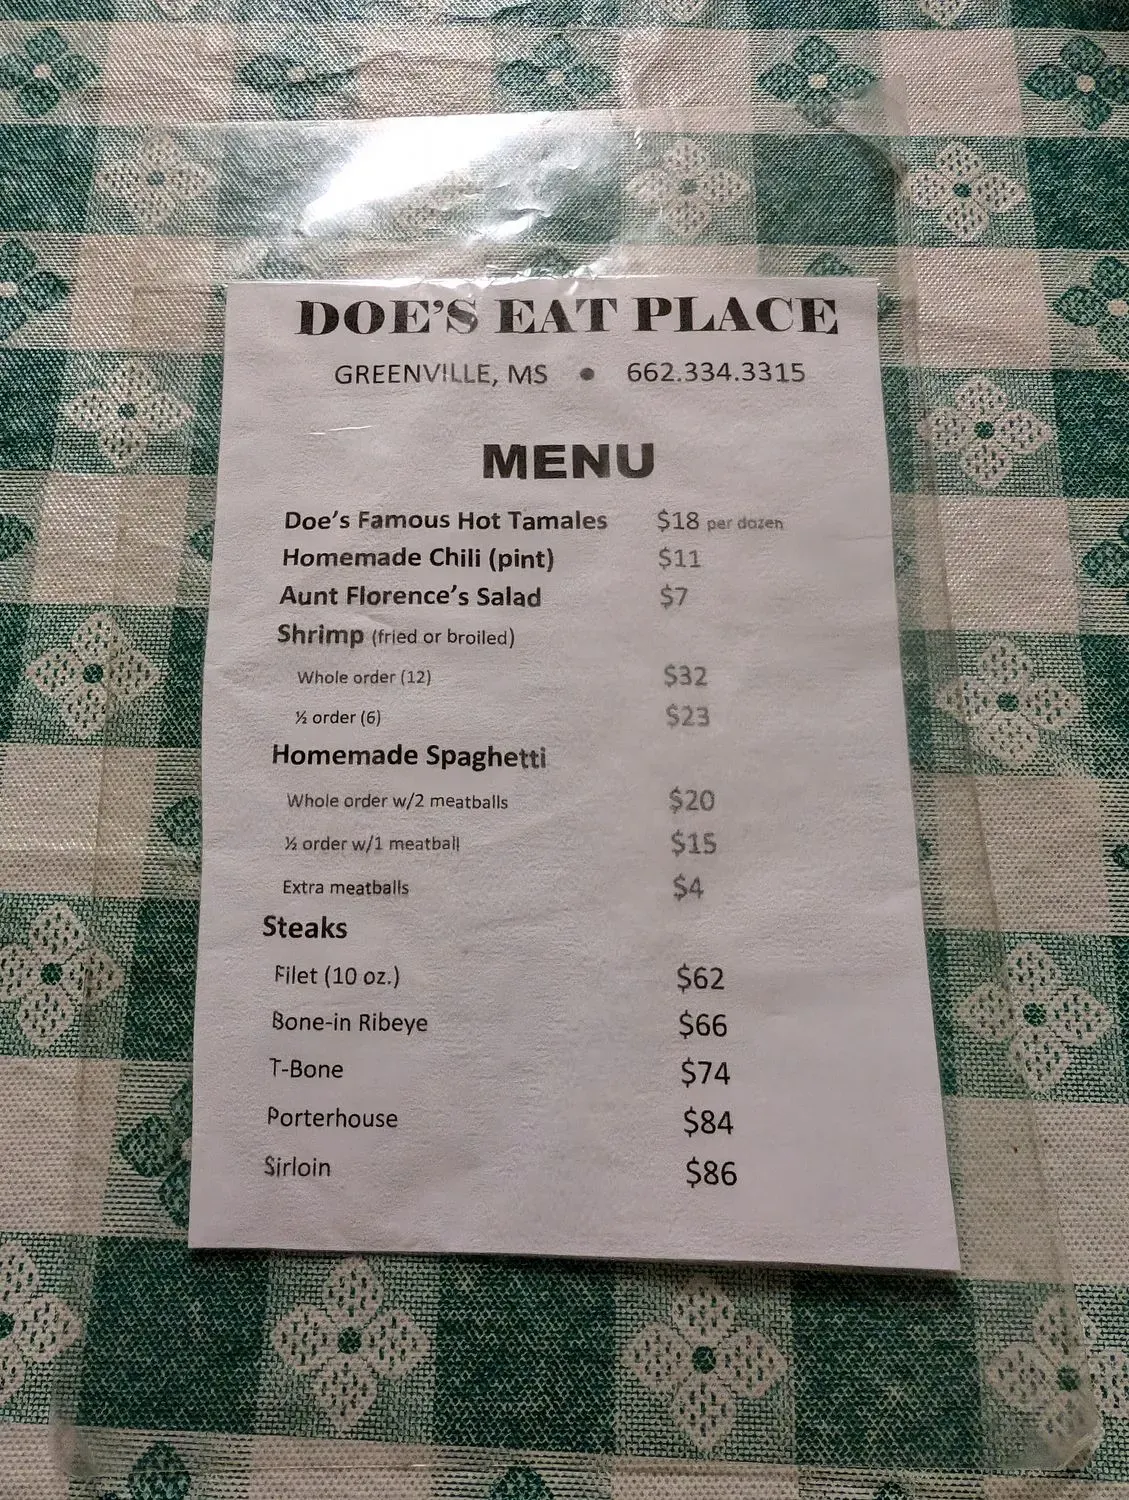 DOE'S EAT PLACE
GREENVILLE, MS • 662.334.3315
MENU
Doe's Famous Hot Tamales $18 per dozen
Homemade Chili (pint) $11
Aunt Florence's Salad $7
Shrimp (fried or broiled)
Whole order (12) $32
½ order (6) $23
Homemade Spaghetti
Whole order w/2 meatballs $20
½ order w/1 meatball $15
Extra meatballs $4
Steaks
Filet (10 oz.) $62
Bone-in Ribeye $66
T-Bone $74
Porterhouse $84
Sirloin $86